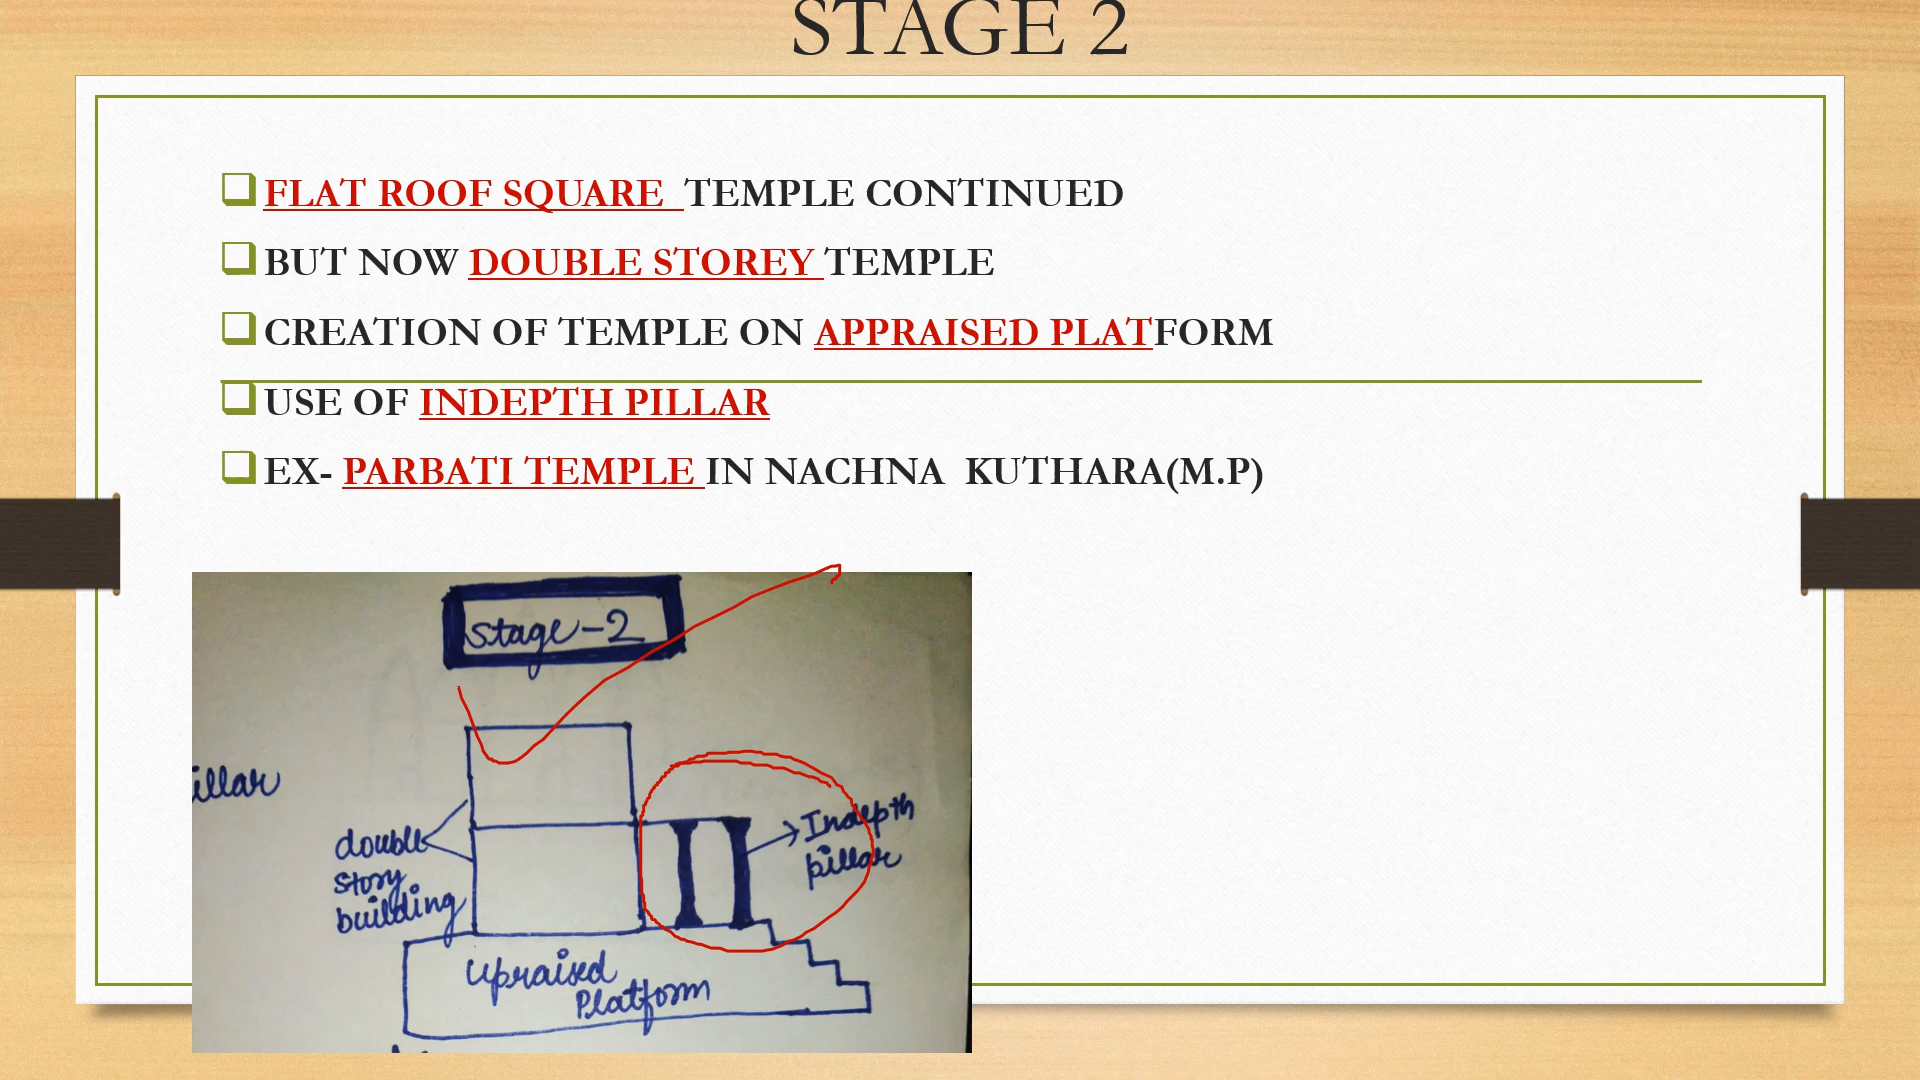 STAGE 2
FLAT ROOF SQUARE TEMPLE CONTINUED
BUT NOW DOUBLE STOREY TEMPLE
CREATION OF TEMPLE ON APPRAISED PLATFORM
USE OF INDEPTH PILLAR
EX- PARBATI TEMPLE IN NACHNA KUTHARA(M.P)
Stage-2
illar
double
story
building
Indepth
pillar
Upraised
Platform